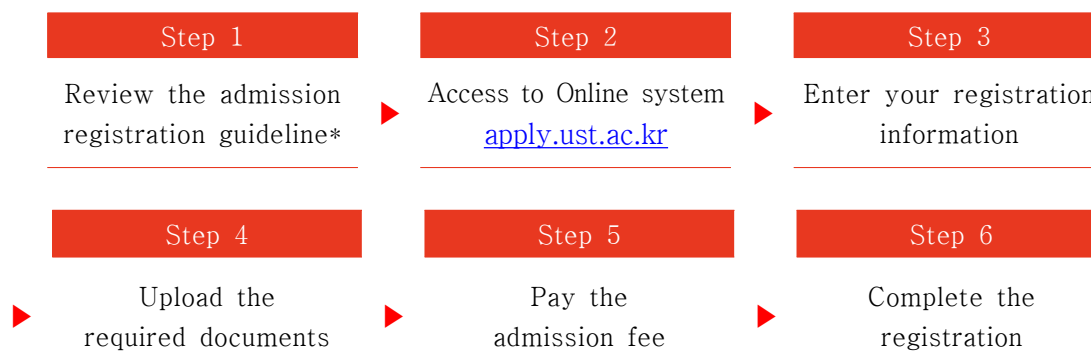 Step 1
Review the admission
registration guideline*
Step 2
Access to Online system
apply.ust.ac.kr
Step 3
Enter your registration
information
Step 4
Upload the
required documents
Step 5
Pay the
admission fee
Step 6
Complete the
registration